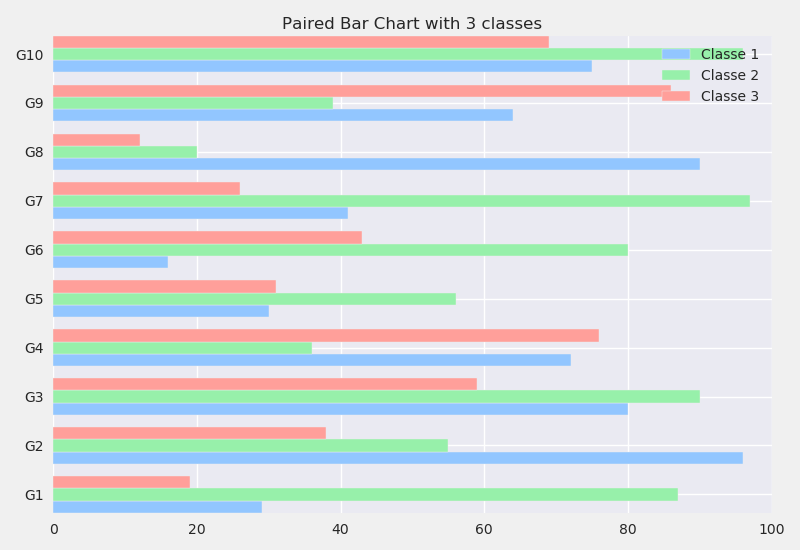 Paired Bar Chart with 3 classes
G10
G9
G8
G7
G6
G5
G4
G3
G2
G1
Classe 1
Classe 2
Classe 3
0 20 40 60 80 100